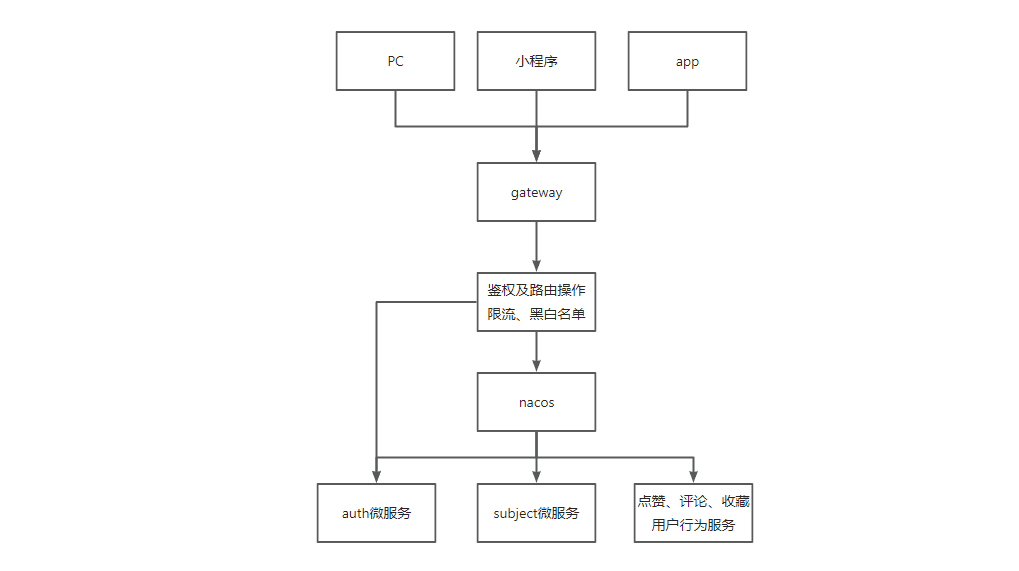 PC
小程序
app
gateway
鉴权及路由操作
限流、黑白名单
nacos
auth微服务
subject微服务
点赞、评论、收藏
用户行为服务